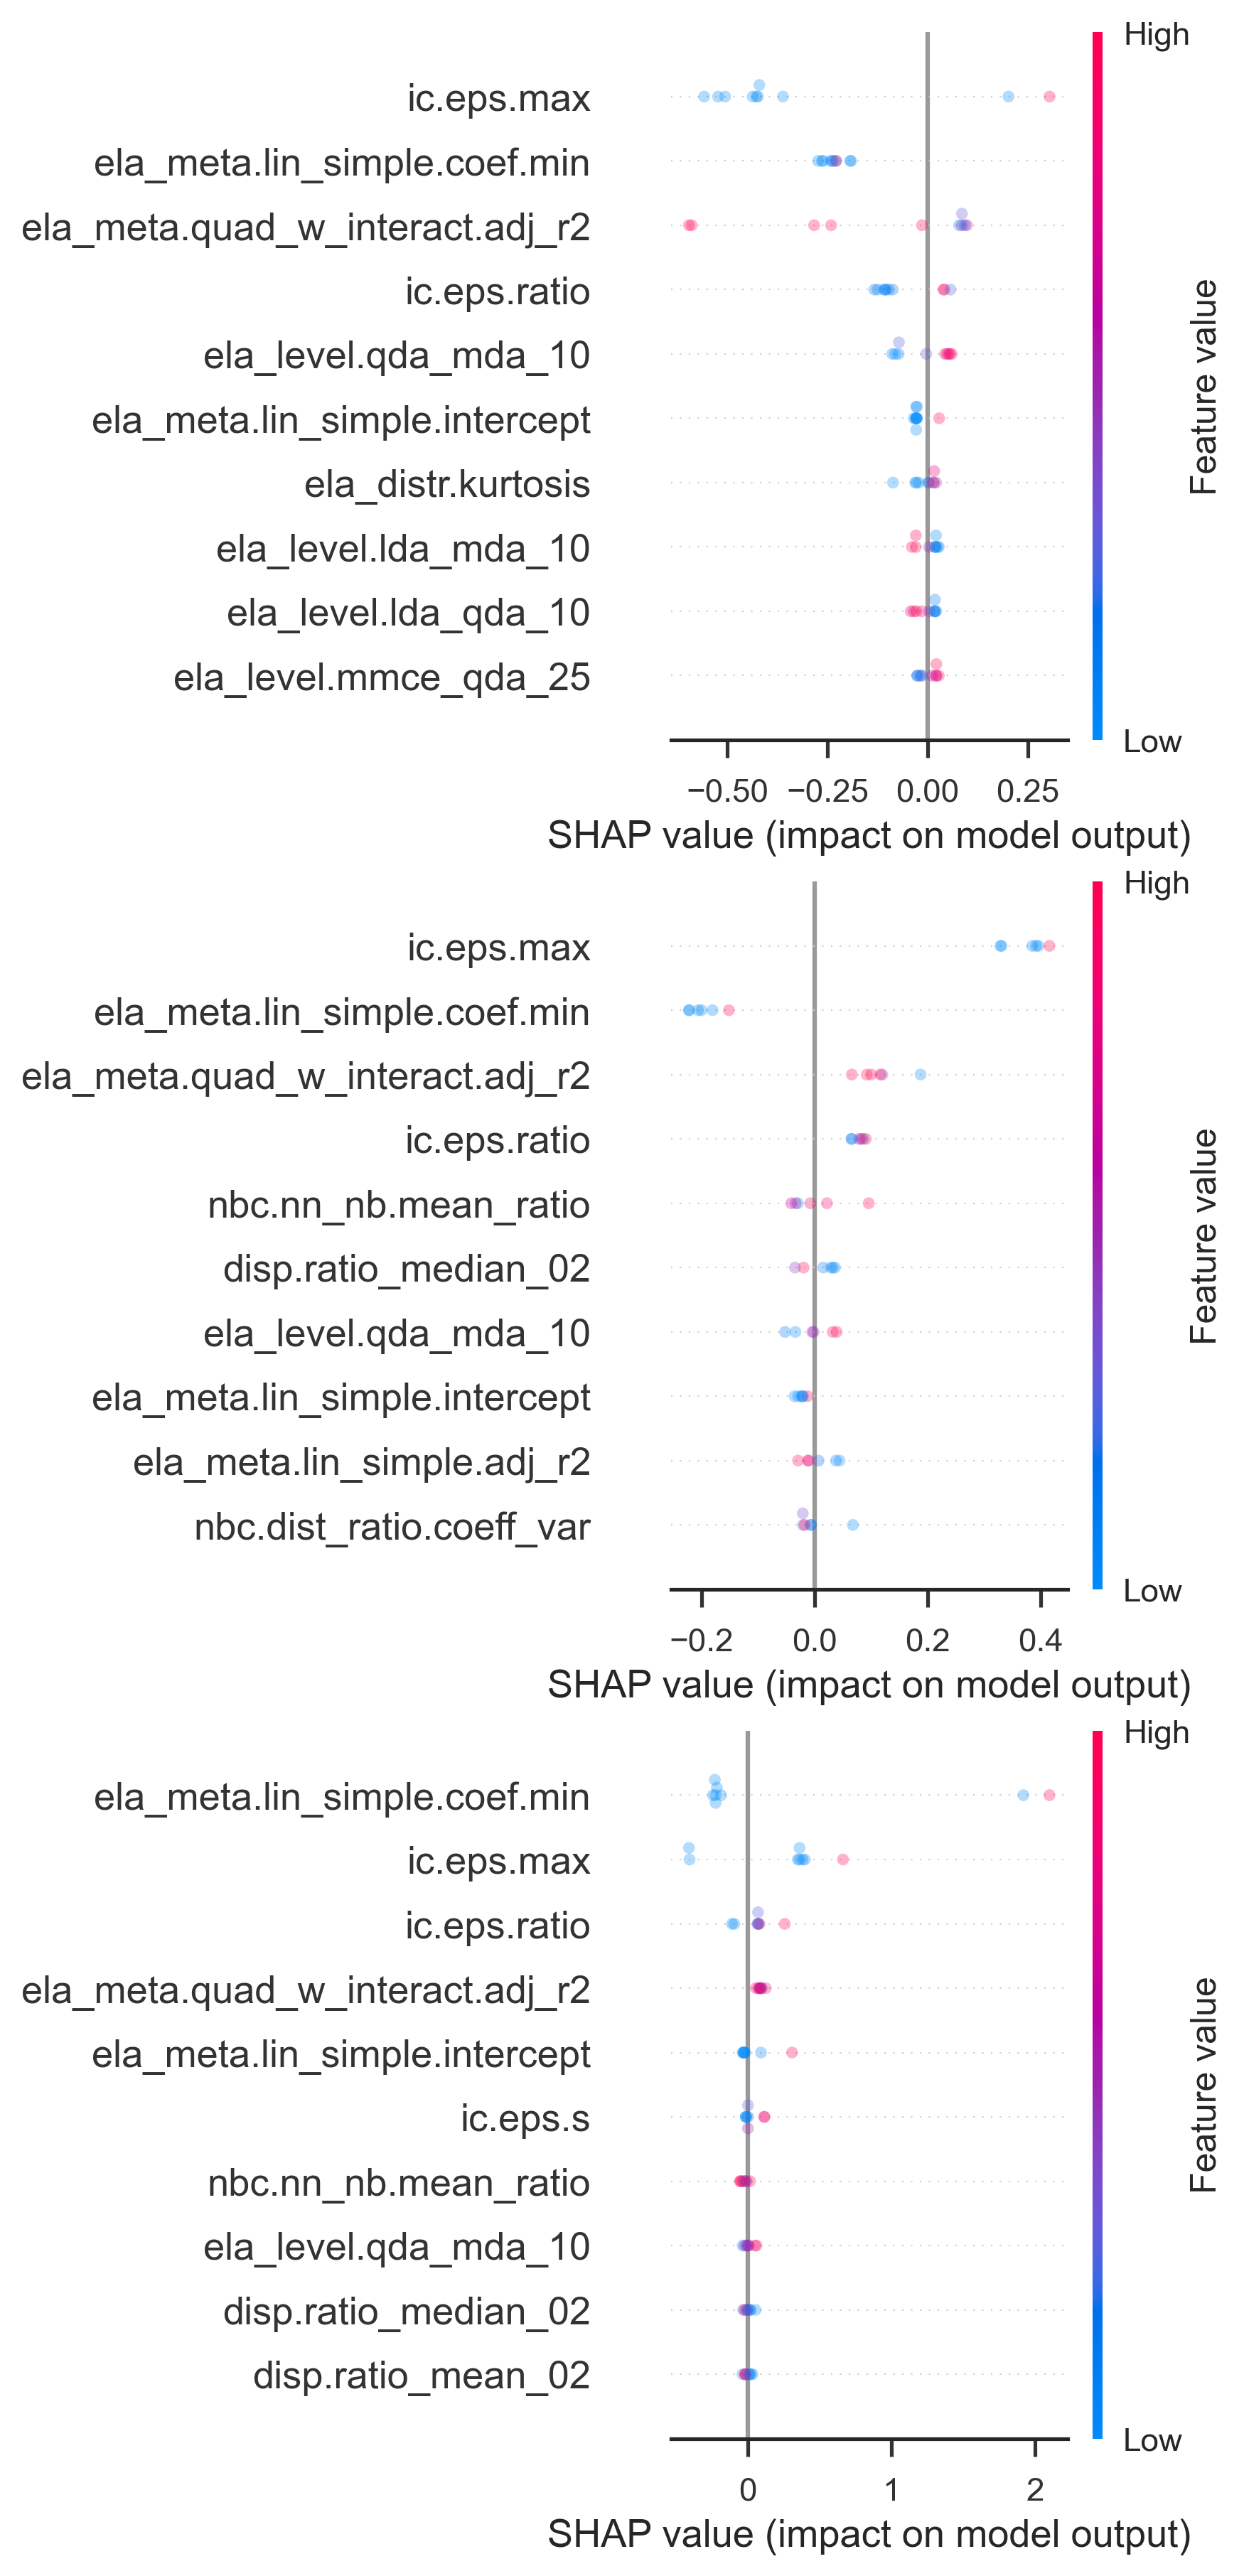 High
ic.eps.max
ela_meta.lin_simple.coef.min
ela_meta.quad_w_interact.adj_r2
ic.eps.ratio
ela_level.qda_mda_10
ela_meta.lin_simple.intercept
ela_distr.kurtosis
ela_level.lda_mda_10
ela_level.lda_qda_10
ela_level.mmce_qda_25
Feature value
Low
−0.50 −0.25 0.00 0.25
SHAP value (impact on model output)
High
ic.eps.max
ela_meta.lin_simple.coef.min
ela_meta.quad_w_interact.adj_r2
ic.eps.ratio
nbc.nn_nb.mean_ratio
disp.ratio_median_02
ela_level.qda_mda_10
ela_meta.lin_simple.intercept
ela_meta.lin_simple.adj_r2
nbc.dist_ratio.coeff_var
Feature value
Low
−0.2 0.0 0.2 0.4
SHAP value (impact on model output)
High
ela_meta.lin_simple.coef.min
ic.eps.max
ic.eps.ratio
ela_meta.quad_w_interact.adj_r2
ela_meta.lin_simple.intercept
ic.eps.s
nbc.nn_nb.mean_ratio
ela_level.qda_mda_10
disp.ratio_median_02
disp.ratio_mean_02
Feature value
Low
0 1 2
SHAP value (impact on model output)